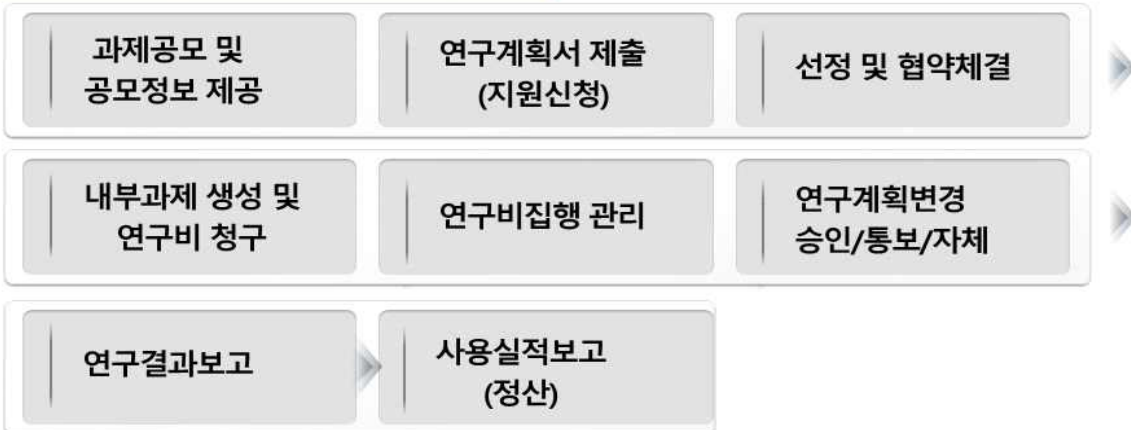 과제공모 및
공모정보 제공
연구계획서 제출
(지원신청)
선정 및 협약체결
내부과제 생성 및
연구비 청구
연구비집행 관리
연구계획변경
승인/통보/자체
연구결과보고
사용실적보고
(정산)